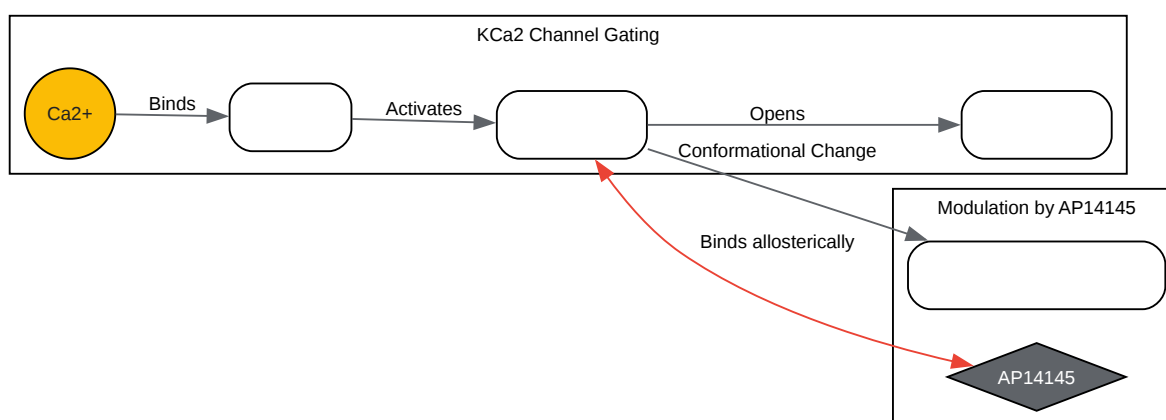 KCa2 Channel Gating
Ca2+
Binds
Activates
Opens
Conformational Change
Modulation by AP14145
Binds allosterically
AP14145